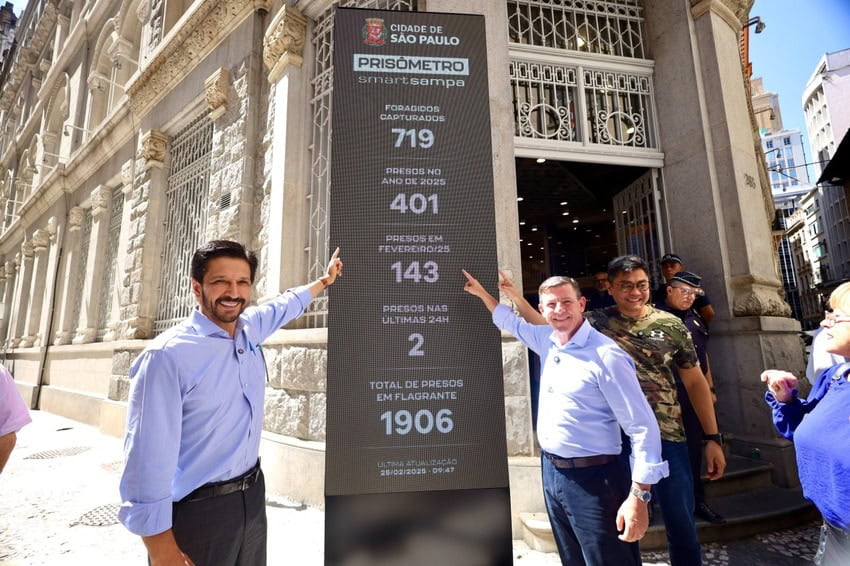 CIDADE DE
SÃO PAULO
PRISÔMETRO
smartsampa
FORAGIDOS
CAPTURADOS
719
PRESOS NO
ANO DE 2025
401
PRESOS EM
FEVEREIRO/25
143
PRESOS NAS
ÚLTIMAS 24H
2
TOTAL DE PRESOS
EM FLAGRANTE
1906
ÚLTIMA ATUALIZAÇÃO
25/02/2025 - 09:47